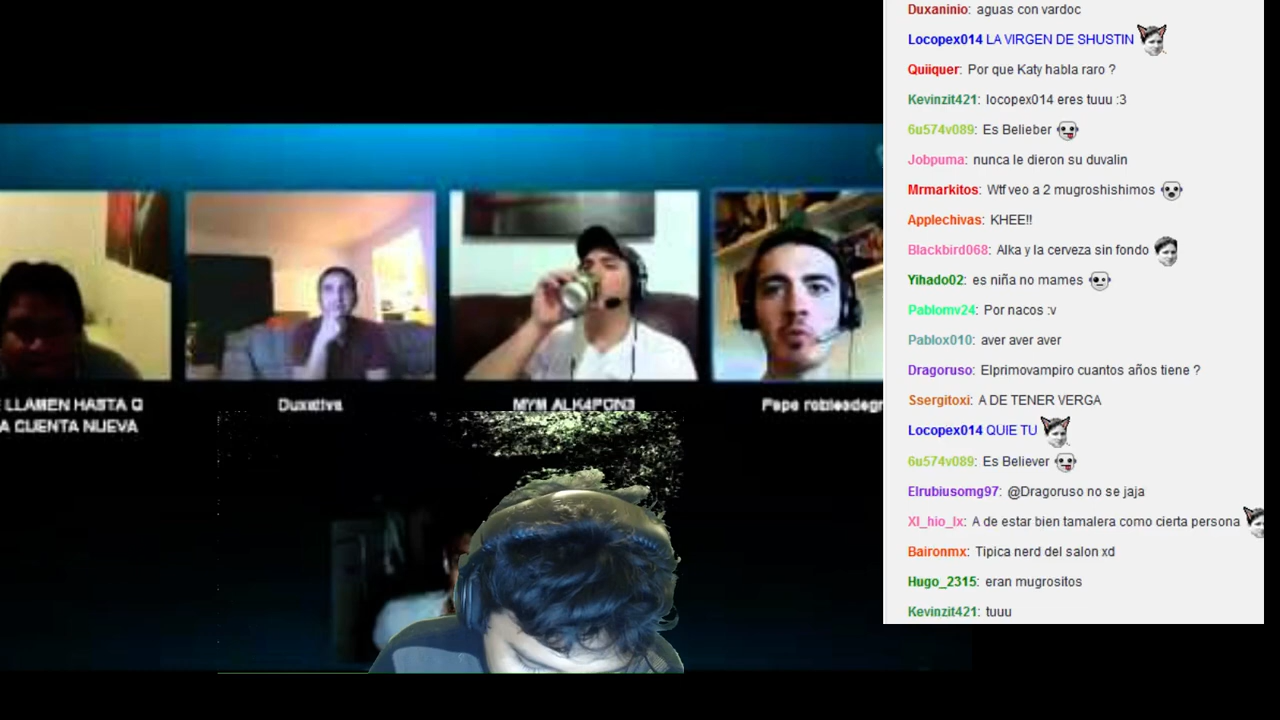 LLAMEN HASTA Q
A CUENTA NUEVA
Duxativa
MYM ALK4PON3
Pepe roblesdegr
Duxaninio: aguas con vardoc
Locopex014 LA VIRGEN DE SHUSTIN
Quiiquer: Por que Katy habla raro ?
Kevinzit421: locopex014 eres tuuu :3
6u574v089: Es Belieber
Jobpuma: nunca le dieron su duvalin
Mrmarkitos: Wtf veo a 2 mugroshishimos
Applechivas: KHEE!!
Blackbird068: Alka y la cerveza sin fondo
Yihado02: es niña no mames
Pablomv24: Por nacos :v
Pablox010: aver aver aver
Dragoruso: Elprimovampiro cuantos años tiene ?
Ssergitoxi: A DE TENER VERGA
Locopex014 QUIE TU
6u574v089: Es Believer
Elrubiusomg97: @Dragoruso no se jaja
Xl_hio_lx: A de estar bien tamalera como cierta persona
Baironmx: Tipica nerd del salon xd
Hugo_2315: eran mugrositos
Kevinzit421: tuuu